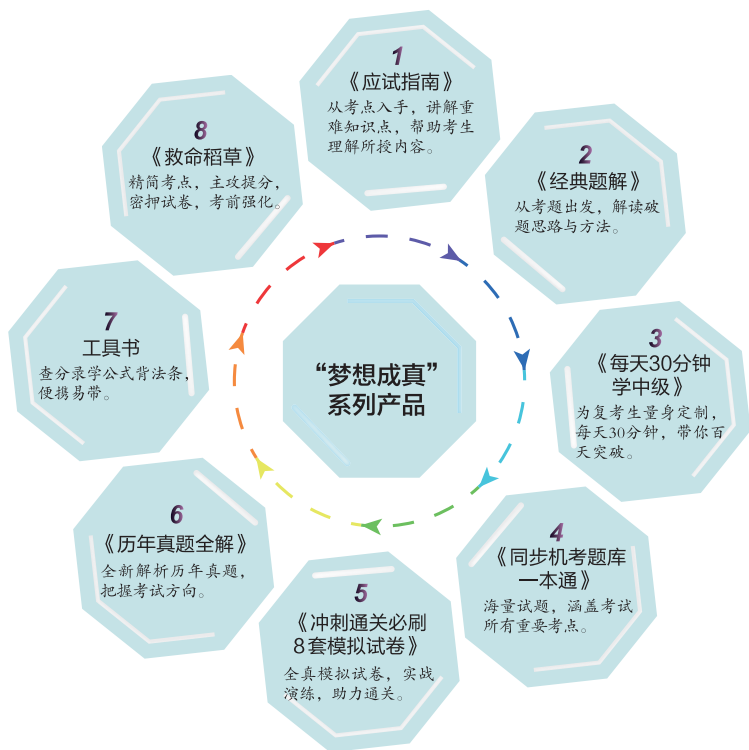 1
《应试指南》
从考点入手，讲解重
难知识点，帮助考生
理解所授内容。
2
《经典题解》
从考题出发，解读破
题思路与方法。
3
《每天30分钟
学中级》
为复考生量身定制，
每天30分钟，带你百
天突破。
4
《同步机考题库
一本通》
海量试题，涵盖考试
所有重要考点。
5
《冲刺通关必刷
8套模拟试卷》
全真模拟试卷，实战
演练，助力通关。
6
《历年真题全解》
全新解析历年真题，
把握考试方向。
7
工具书
查分录学公式背法条，
便携易带。
8
《救命稻草》
精简考点，主攻提分，
密押试卷，考前强化。
“梦想成真”
系列产品